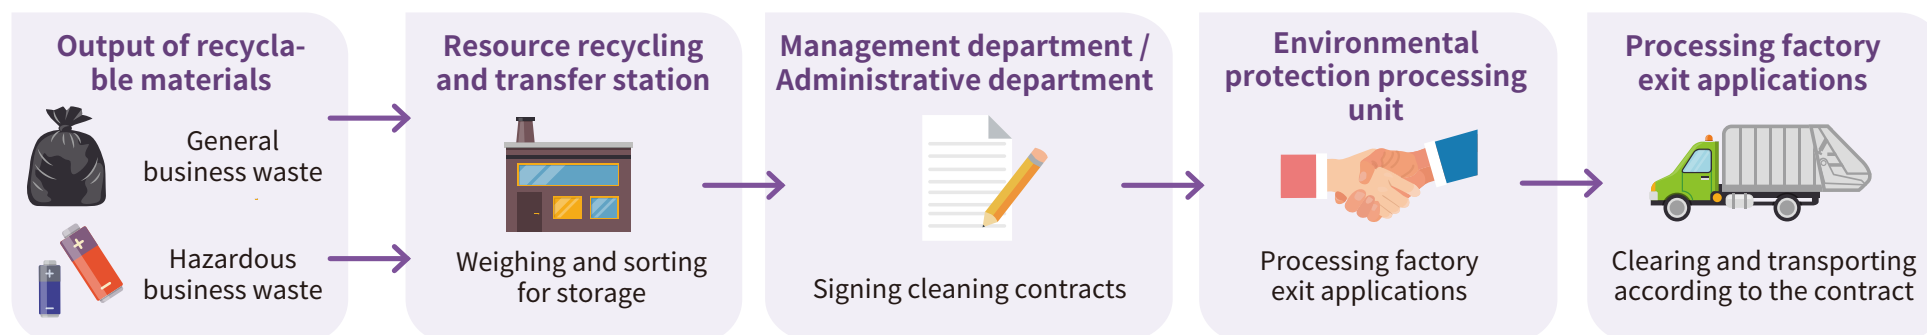 Output of recycla-
ble materials
General
business waste
-
Hazardous
business waste
Resource recycling
and transfer station
Weighing and sorting
for storage
Management department /
Administrative department
Signing cleaning contracts
Environmental
protection processing
unit
Processing factory
exit applications
Processing factory
exit applications
Clearing and transporting
according to the contract